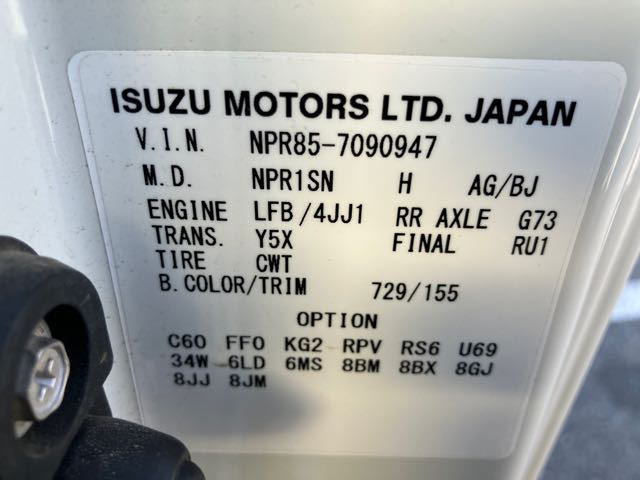 ISUZU MOTORS LTD. JAPAN
V.I.N. NPR85-7090947
M.D. NPR1SN H AG/BJ
ENGINE LFB/4JJ1 RR AXLE G73
TRANS. Y5X FINAL RU1
TIRE CWT
B.COLOR/TRIM 729/155
OPTION
C60 FF0 KG2 RPV RS6 U69
34W 6LD 6MS 8BM 8BX 8GJ
8JJ 8JM